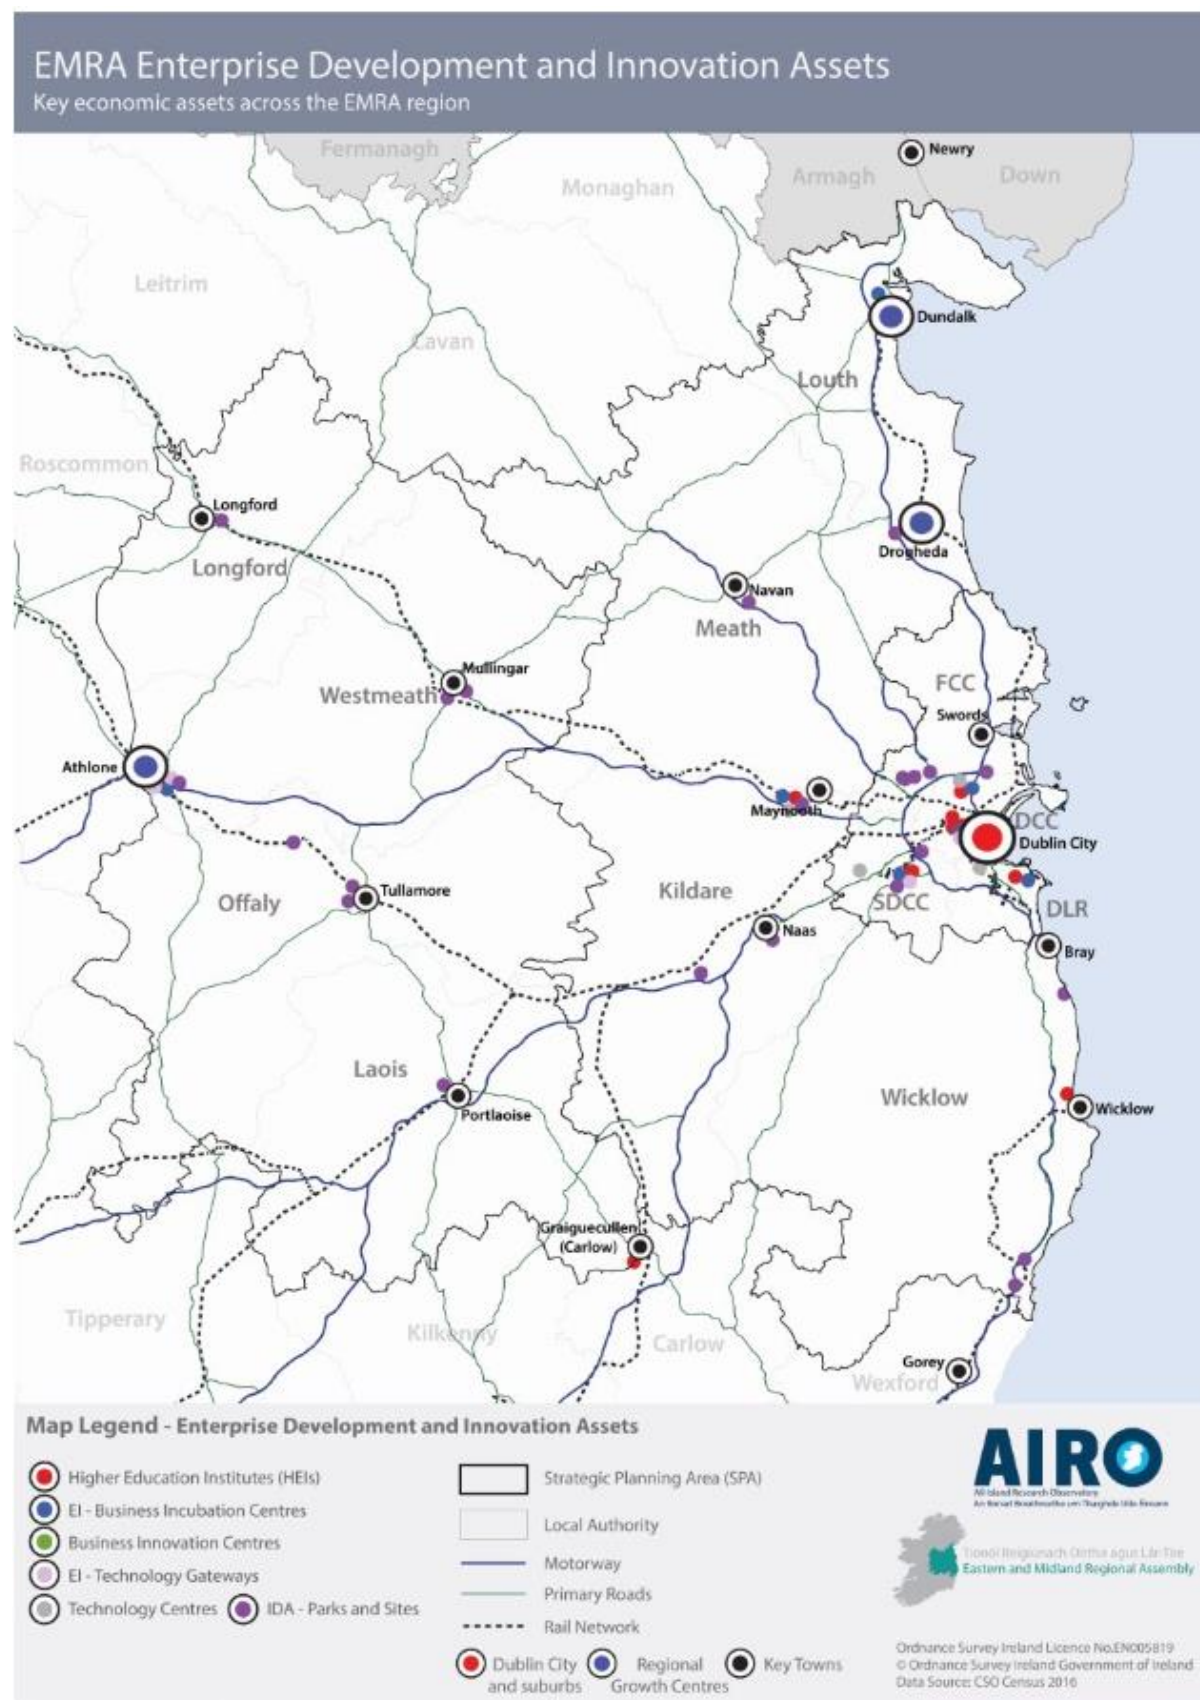 EMRA Enterprise Development and Innovation Assets
Key economic assets across the EMRA region
Newry
Fermanagh
Armagh
Down
Monaghan
Leitrim
Dundalk
Cavan
Louth
Roscommon
Longford
Drogheda
Longford
Navan
Meath
Mullingar
Westmeath
FCC
Swords
Athlone
Maynooth
DCC
Dublin City
Tullamore
Kildare
Offaly
SDCC
DLR
Naas
Bray
Laois
Wicklow
Portlaoise
Wicklow
Graiguecullen
(Carlow)
Tipperary
Kilkenny
Carlow
Gorey
Wexford
Map Legend - Enterprise Development and Innovation Assets
Higher Education Institutes (HEIs)
EI - Business Incubation Centres
Business Innovation Centres
EI - Technology Gateways
Technology Centres
IDA - Parks and Sites
Strategic Planning Area (SPA)
Local Authority
Motorway
Primary Roads
Rail Network
Dublin City
and suburbs
Regional
Growth Centres
Key Towns
AIRO
All-Island Research Observatory
Eastern and Midland Regional Assembly
Ordnance Survey Ireland Licence No.EN005819
© Ordnance Survey Ireland Government of Ireland
Data Source: CSO Census 2016